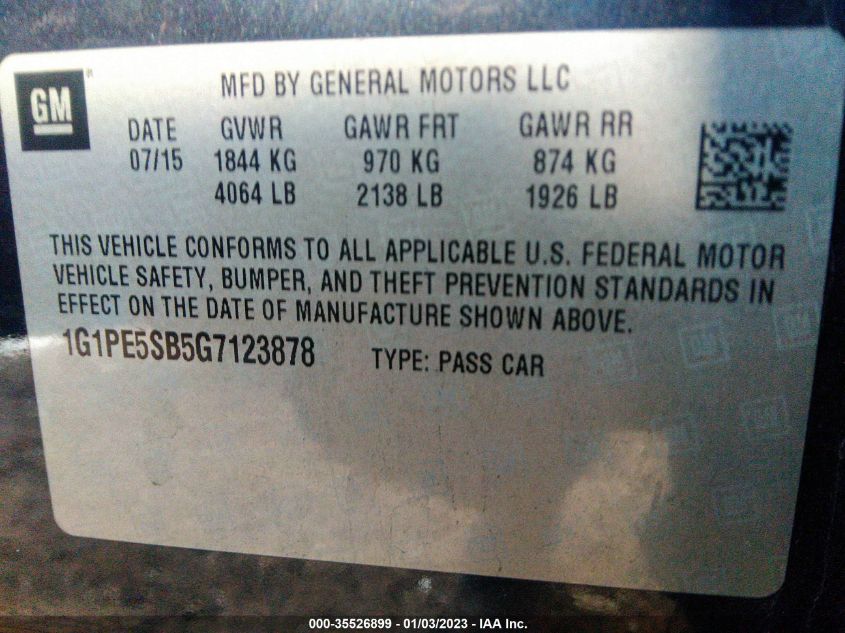 GM
MFD BY GENERAL MOTORS LLC
DATE GVWR GAWR FRT GAWR RR
07/15 1844 KG 970 KG 874 KG
4064 LB 2138 LB 1926 LB
THIS VEHICLE CONFORMS TO ALL APPLICABLE U.S. FEDERAL MOTOR
VEHICLE SAFETY, BUMPER, AND THEFT PREVENTION STANDARDS IN
EFFECT ON THE DATE OF MANUFACTURE SHOWN ABOVE.
1G1PE5SB5G7123878 TYPE: PASS CAR
000-35526899 - 01/03/2023 - IAA Inc.